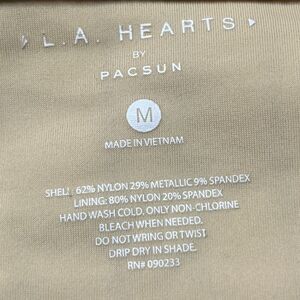 L.A. HEARTS
BY
PACSUN
M
MADE IN VIETNAM
SHELL: 62% NYLON 29% METALLIC 9% SPANDEX
LINING: 80% NYLON 20% SPANDEX
HAND WASH COLD. ONLY NON-CHLORINE
BLEACH WHEN NEEDED.
DO NOT WRING OR TWIST
DRIP DRY IN SHADE.
RN# 090233